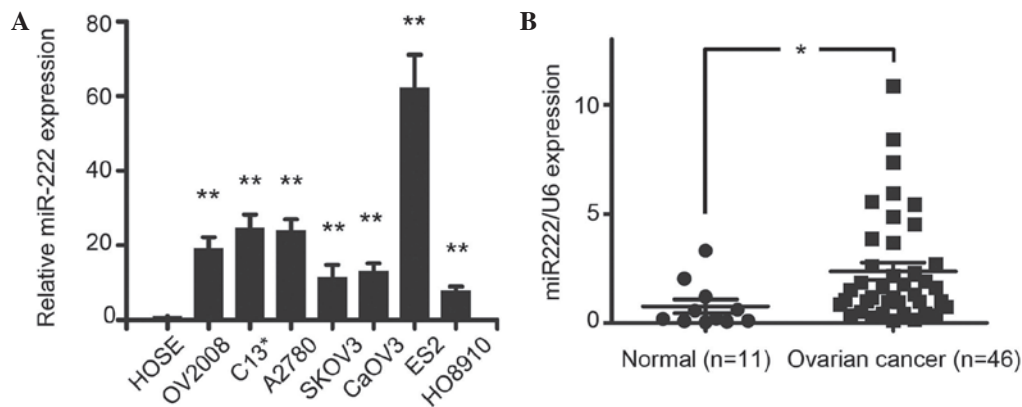 A
Relative miR-222 expression
80
60
40
20
0
**
**
**
**
**
**
**
HOSE
OV2008
C13*
A2780
SKOV3
CaOV3
ES2
HO8910
B
miR222/U6 expression
10
5
0
*
Normal (n=11)
Ovarian cancer (n=46)